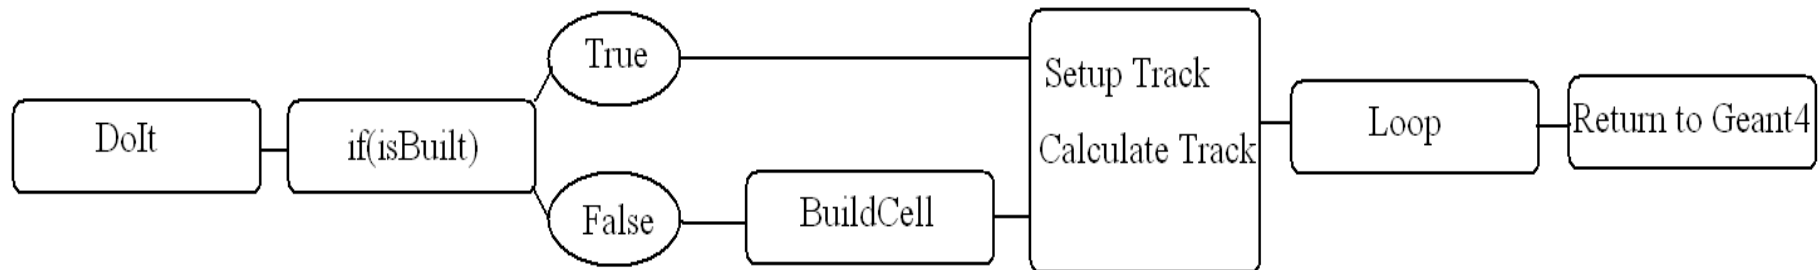 DoIt
if(isBuilt)
True
False
BuildCell
Setup Track
Calculate Track
Loop
Return to Geant4